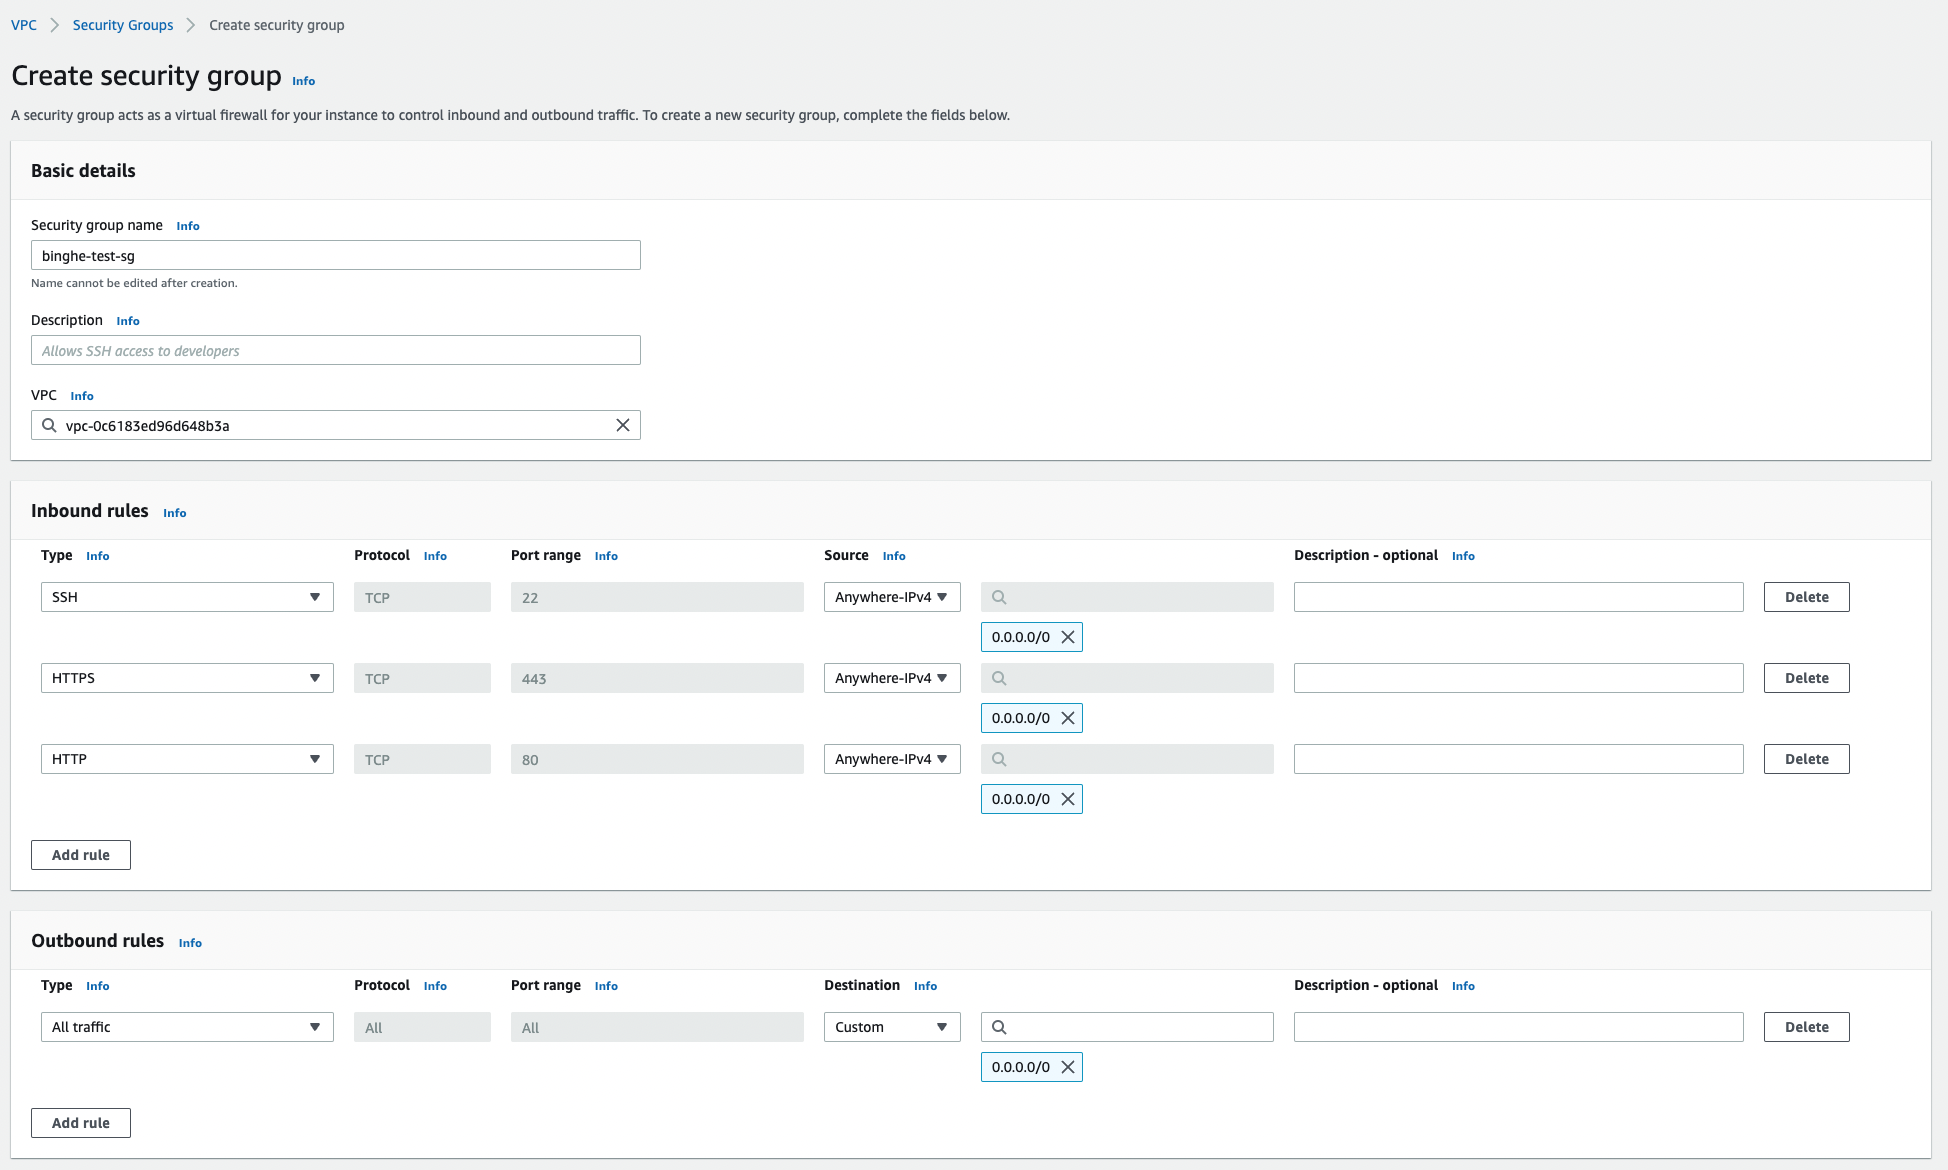 VPC > Security Groups > Create security group
Create security group Info
A security group acts as a virtual firewall for your instance to control inbound and outbound traffic. To create a new security group, complete the fields below.
Basic details
Security group name Info
binghe-test-sg
Name cannot be edited after creation.
Description Info
Allows SSH access to developers
VPC Info
vpc-0c6183ed96d648b3a
Inbound rules Info
Type Info Protocol Info Port range Info Source Info Description - optional Info
SSH TCP 22 Anywhere-IPv4 Delete
0.0.0.0/0
HTTPS TCP 443 Anywhere-IPv4 Delete
0.0.0.0/0
HTTP TCP 80 Anywhere-IPv4 Delete
0.0.0.0/0
Add rule
Outbound rules Info
Type Info Protocol Info Port range Info Destination Info Description - optional Info
All traffic All All Custom Delete
0.0.0.0/0
Add rule